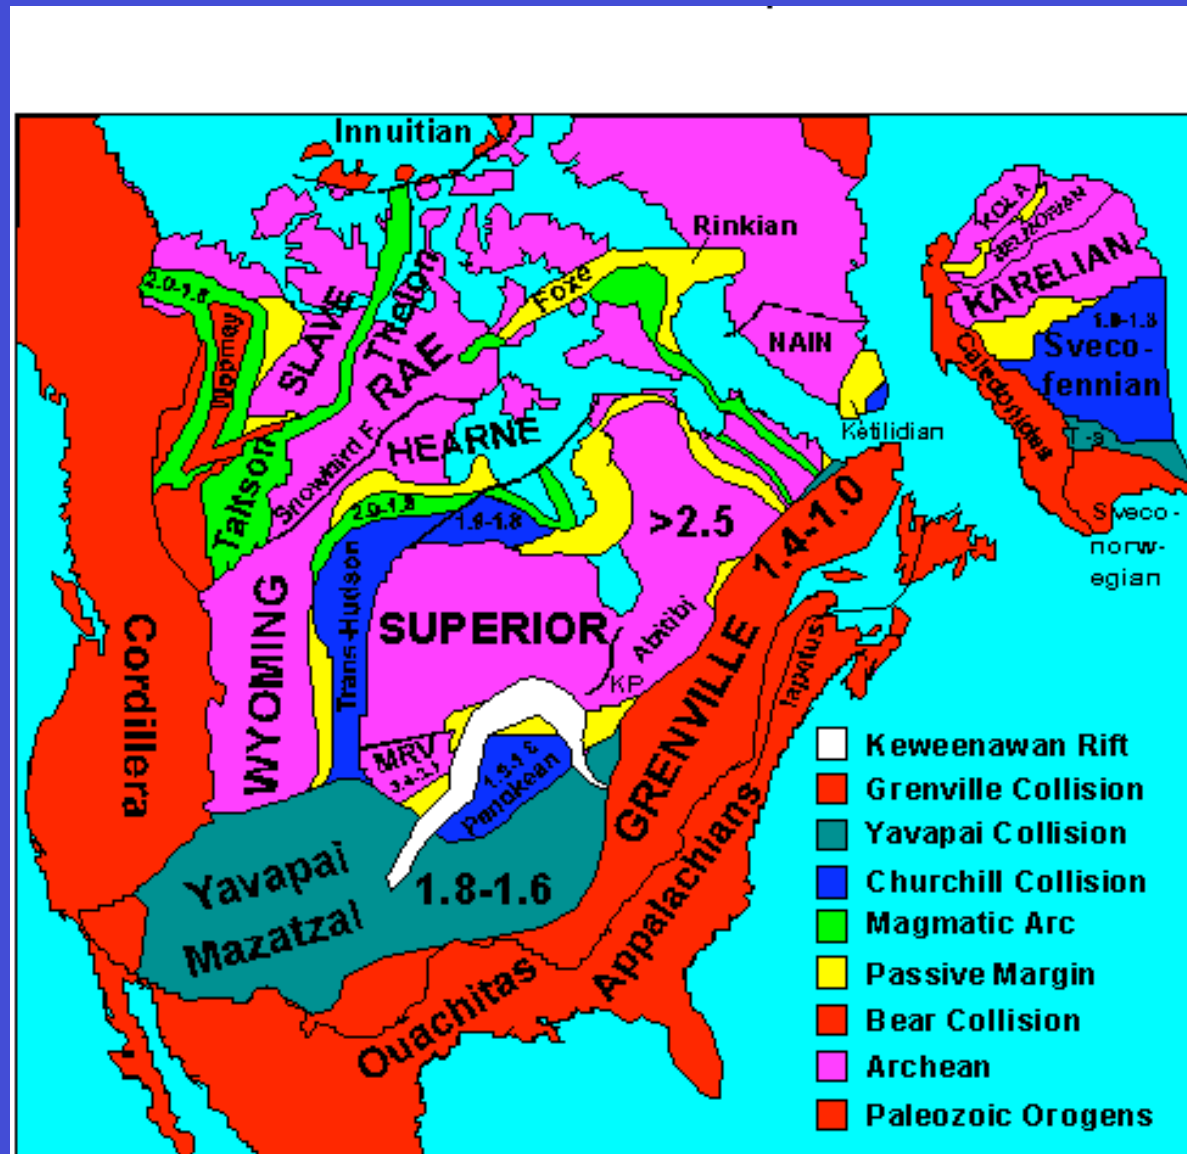 Innuitian
Rinkian
KOLA
BELMORIAN
KARELIAN
2.0-1.8
Wopmay
SLAVE
Thelon
RAE
Foxe
NAIN
1.9-1.8
Sveco-
fennian
Caledonides
Ketilidian
T-s
Taltson
Snowbird F.
HEARNE
2.0-1.8
1.9-1.8
>2.5
1.4-1.0
Sveco-
norw-
egian
Cordillera
WYOMING
Trans-Hudson
SUPERIOR
Abitibi
KP
GRENVILLE
Iapetus
MRV
Penokean
Yavapai
Mazatzal
1.8-1.6
Ouachitas
Appalachians
Keweenawan Rift
Grenville Collision
Yavapai Collision
Churchill Collision
Magmatic Arc
Passive Margin
Bear Collision
Archean
Paleozoic Orogens